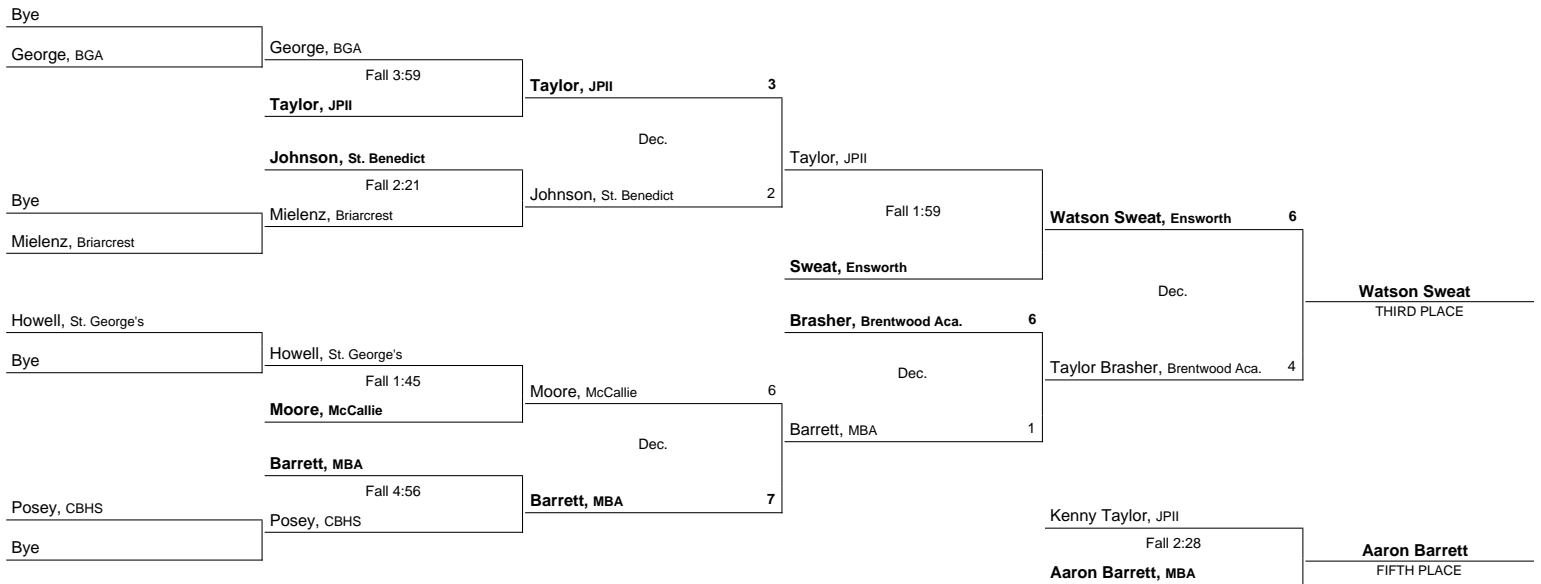 Bye
George, BGA
George, BGA
Fall 3:59
Taylor, JPII
Taylor, JPII 3
Dec.
Johnson, St. Benedict
Fall 2:21
Johnson, St. Benedict 2
Taylor, JPII
Bye
Mielenz, Briarcrest
Mielenz, Briarcrest
Fall 1:59
Watson Sweat, Ensworth 6
Sweat, Ensworth
Dec.
Watson Sweat
THIRD PLACE
Howell, St. George's
Bye
Howell, St. George's
Fall 1:45
Moore, McCallie
Moore, McCallie 6
Brasher, Brentwood Aca. 6
Dec.
Taylor Brasher, Brentwood Aca. 4
Barrett, MBA 1
Dec.
Barrett, MBA
Fall 4:56
Barrett, MBA 7
Posey, CBHS
Posey, CBHS
Bye
Kenny Taylor, JPII
Fall 2:28
Aaron Barrett, MBA
Aaron Barrett
FIFTH PLACE